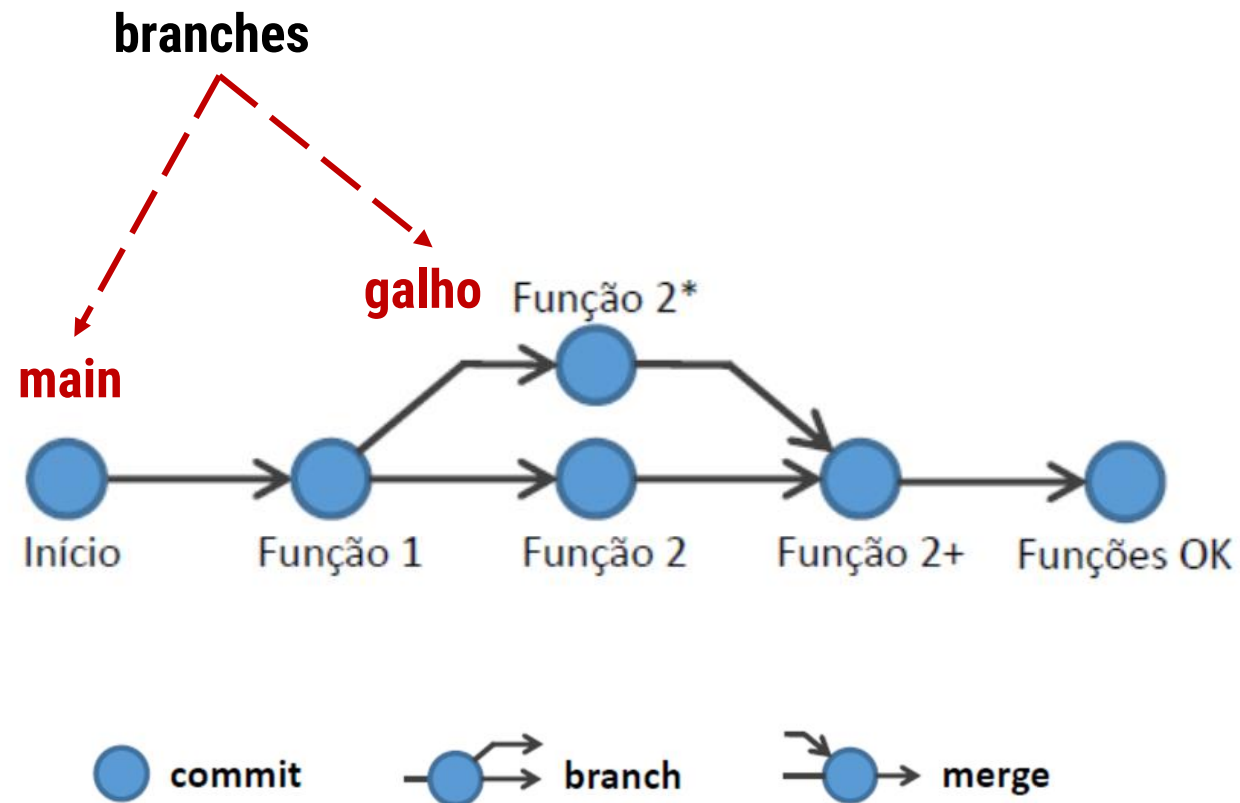 branches
galho
Função 2*
main
Início
Função 1
Função 2
Função 2+
Funções OK
commit
branch
merge